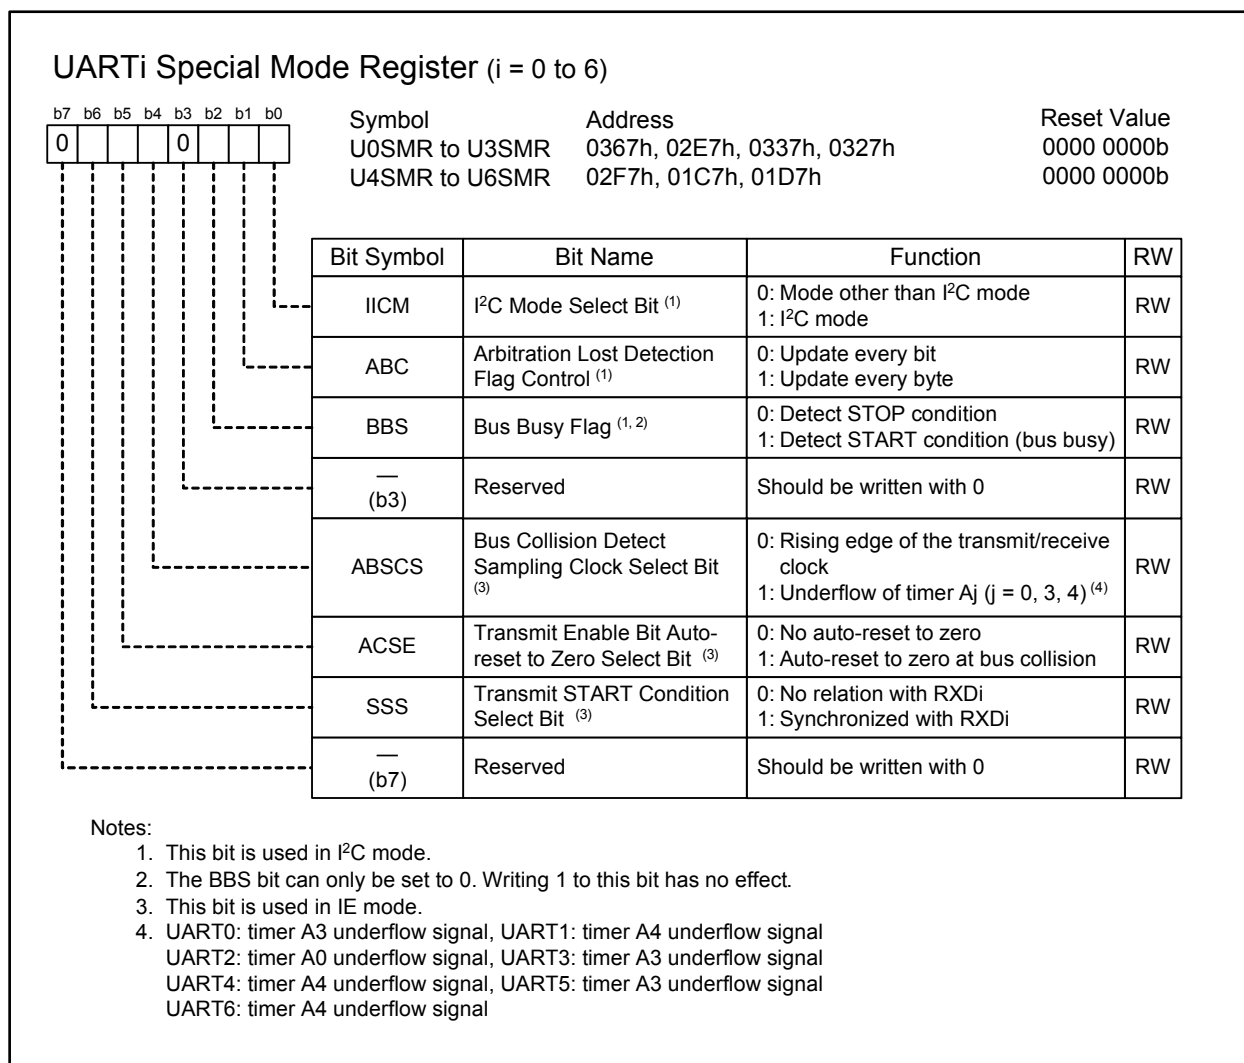 UARTi Special Mode Register (i = 0 to 6)
b7 b6 b5 b4 b3 b2 b1 b0
0 0
Symbol Address Reset Value
U0SMR to U3SMR 0367h, 02E7h, 0337h, 0327h 0000 0000b
U4SMR to U6SMR 02F7h, 01C7h, 01D7h 0000 0000b
Bit Symbol Bit Name Function RW
IICM I²C Mode Select Bit (1) 0: Mode other than I²C mode
1: I²C mode RW
ABC Arbitration Lost Detection
Flag Control (1) 0: Update every bit
1: Update every byte RW
BBS Bus Busy Flag (1, 2) 0: Detect STOP condition
1: Detect START condition (bus busy) RW
—
(b3) Reserved Should be written with 0 RW
ABSCS Bus Collision Detect
Sampling Clock Select Bit
(3) 0: Rising edge of the transmit/receive
clock
1: Underflow of timer Aj (j = 0, 3, 4) (4) RW
ACSE Transmit Enable Bit Auto-
reset to Zero Select Bit (3) 0: No auto-reset to zero
1: Auto-reset to zero at bus collision RW
SSS Transmit START Condition
Select Bit (3) 0: No relation with RXDi
1: Synchronized with RXDi RW
—
(b7) Reserved Should be written with 0 RW
Notes:
1. This bit is used in I²C mode.
2. The BBS bit can only be set to 0. Writing 1 to this bit has no effect.
3. This bit is used in IE mode.
4. UART0: timer A3 underflow signal, UART1: timer A4 underflow signal
UART2: timer A0 underflow signal, UART3: timer A3 underflow signal
UART4: timer A4 underflow signal, UART5: timer A3 underflow signal
UART6: timer A4 underflow signal